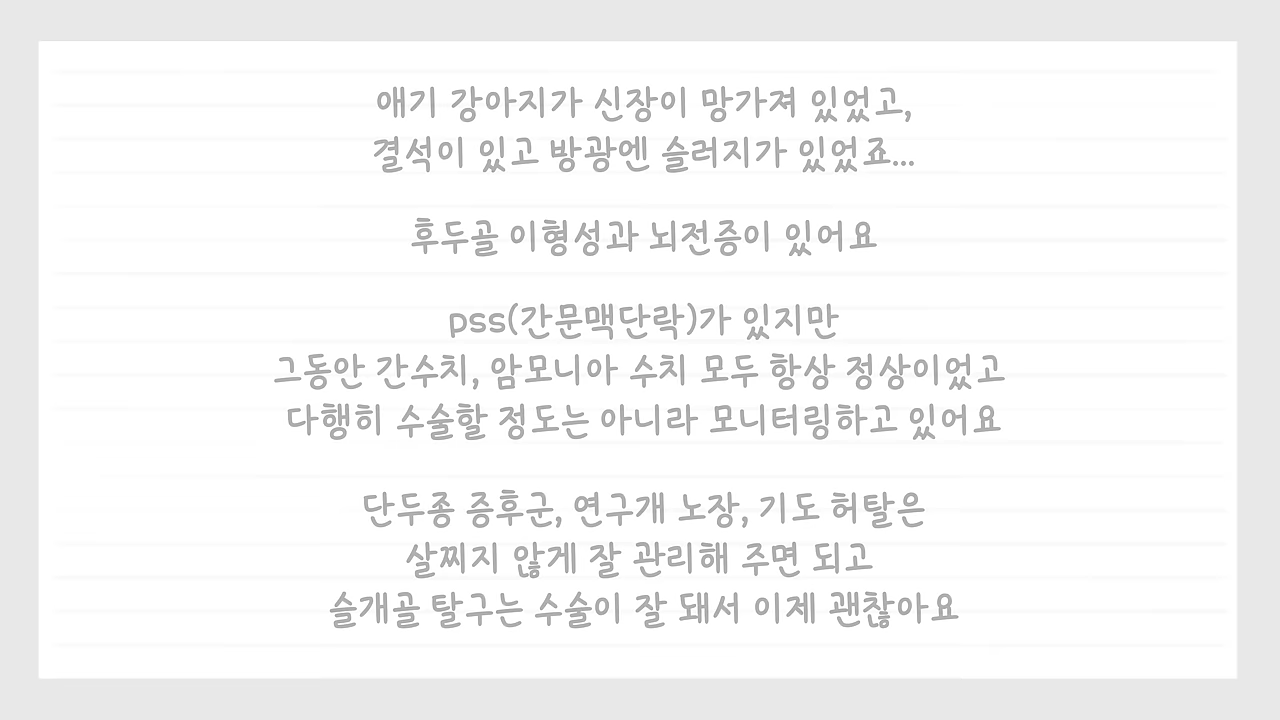 애기 강아지가 신장이 망가져 있었고,
결석이 있고 방광엔 슬러지가 있었죠...
후두골 이형성과 뇌전증이 있어요
pss(간문맥단락)가 있지만
그동안 간수치, 암모니아 수치 모두 항상 정상이었고
다행히 수술할 정도는 아니라 모니터링하고 있어요
단두종 증후군, 연구개 노장, 기도 허탈은
살찌지 않게 잘 관리해 주면 되고
슬개골 탈구는 수술이 잘 돼서 이제 괜찮아요